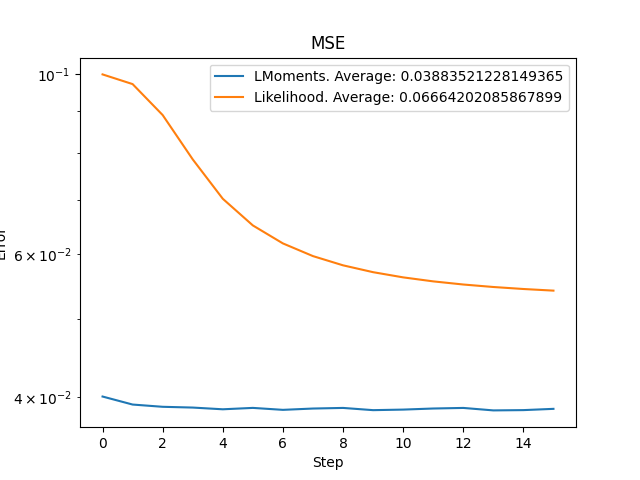 MSE
LMoments. Average: 0.03883521228149365
Likelihood. Average: 0.06664202085867899
10⁻¹
6 × 10⁻²
4 × 10⁻²
Error
0 2 4 6 8 10 12 14
Step